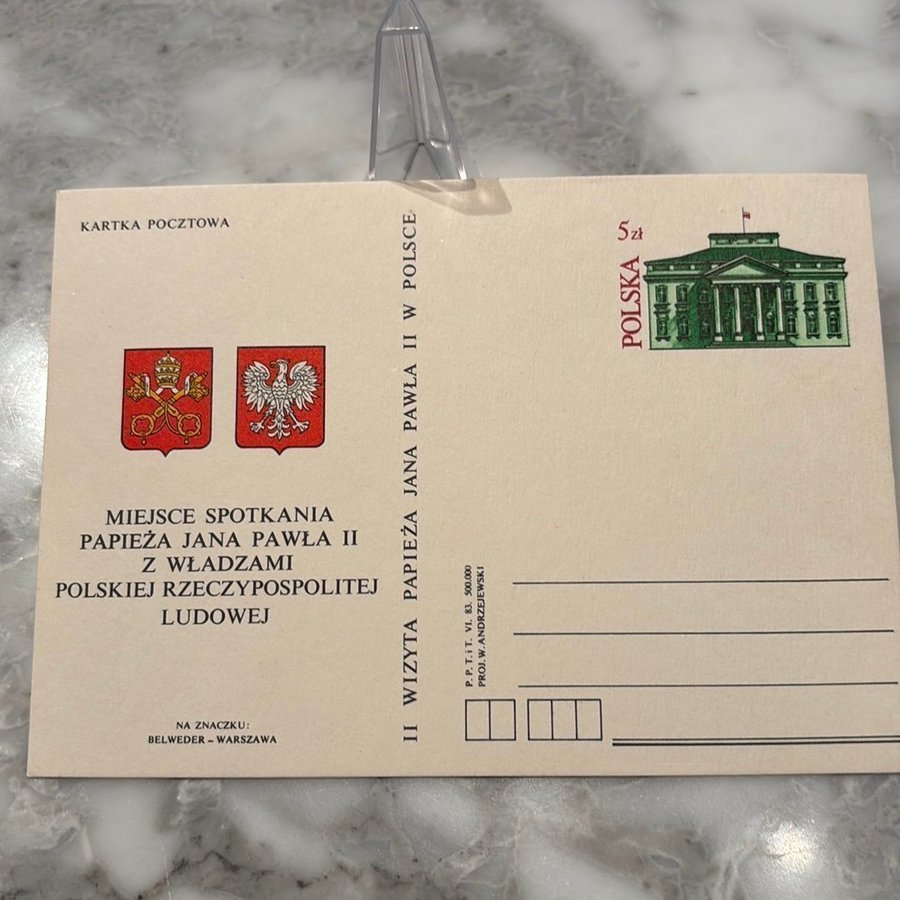 KARTKA POCZTOWA
MIEJSCE SPOTKANIA
PAPIEŻA JANA PAWŁA II
Z WŁADZAMI
POLSKIEJ RZECZYPOSPOLITEJ
LUDOWEJ
NA ZNACZKU:
BELWEDER – WARSZAWA
II WIZYTA PAPIEŻA JANA PAWŁA II W POLSCE
5 zł
POLSKA
P. P. T. i T. VI. 83. 500.000
PROJ. W. ANDRZEJEWSKI